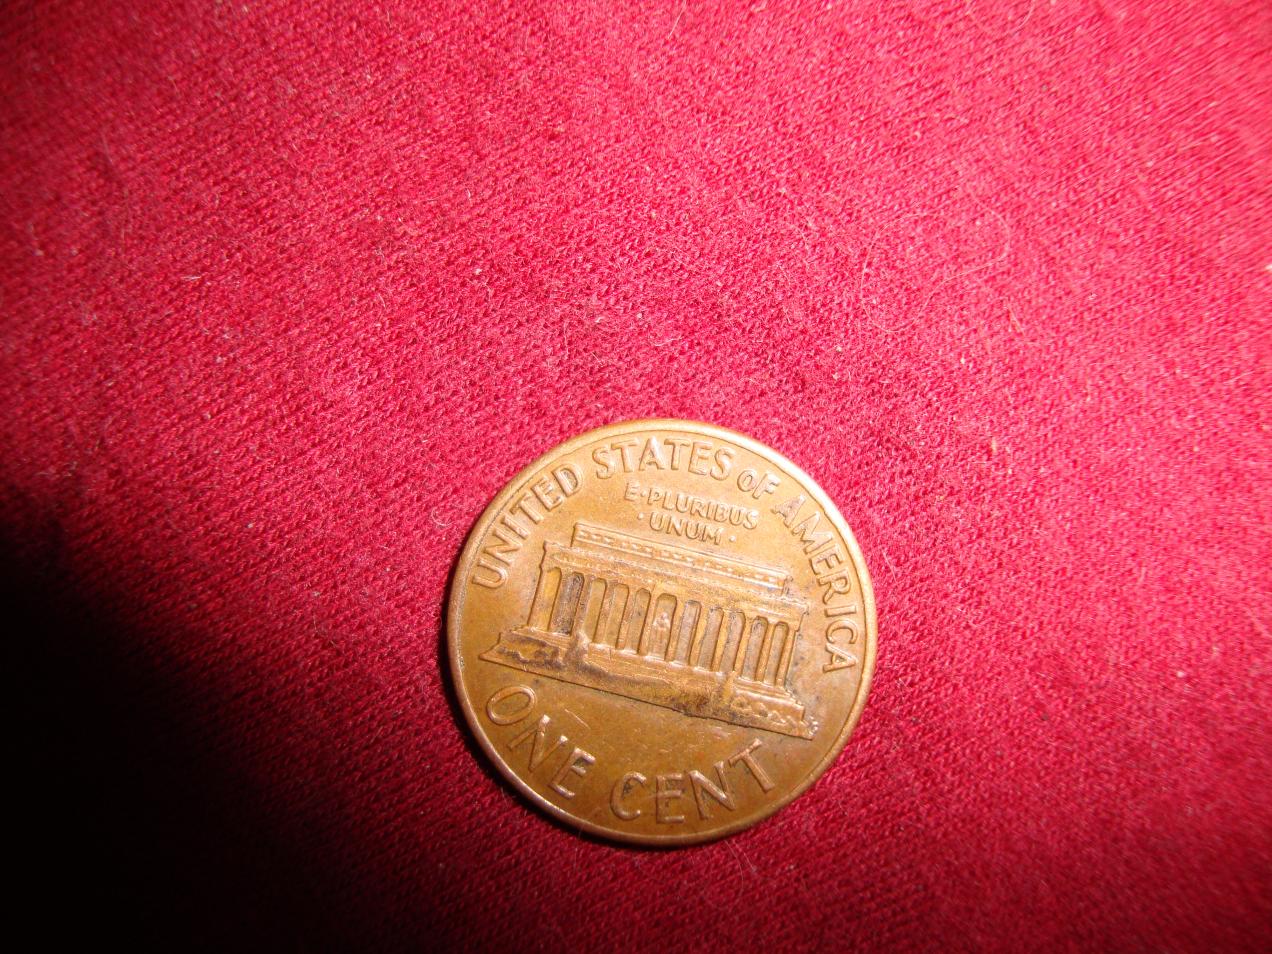 UNITED STATES OF AMERICA
E·PLURIBUS
·UNUM·
ONE CENT